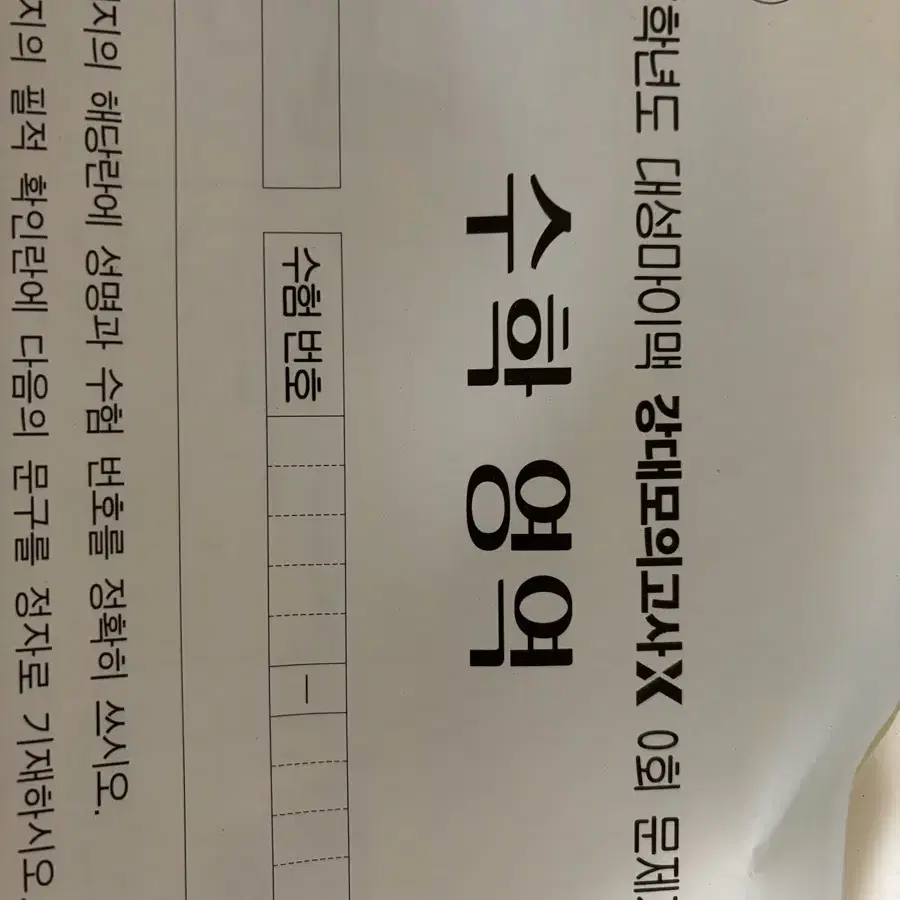 학년도 대성마이맥 강대모의고사X 0회 문제지
수학 영역
수험 번호 –
지의 해당란에 성명과 수험 번호를 정확히 쓰시오.
지의 필적 확인란에 다음의 문구를 정자로 기재하시오.